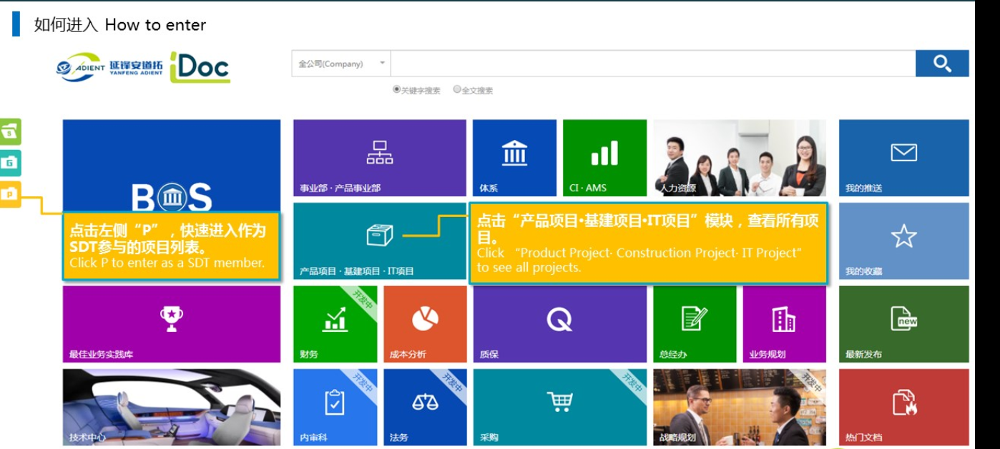 如何进入 How to enter
ADIENT 延锋安道拓 iDoc
YANFENG ADIENT
全公司(Company)
关键字搜索 全文搜索
S
G
P
BOS
点击左侧“P”，快速进入作为
SDT参与的项目列表。
Click P to enter as a SDT member.
事业部·产品事业部
体系
CI·AMS
人力资源
我的推送
产品项目·基建项目·IT项目
点击“产品项目·基建项目·IT项目”模块，查看所有项
目。
Click “Product Project· Construction Project· IT Project”
to see all projects.
我的收藏
最佳业务实践库
开发中
财务
成本分析
Q
质保
总经办
业务规划
new
最新发布
技术中心
开发中
内审科
开发中
法务
开发中
采购
开发中
战略规划
热门文档